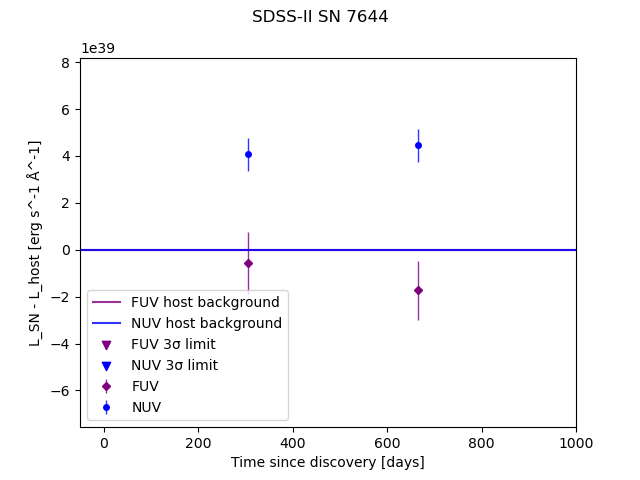 SDSS-II SN 7644
1e39
8
6
4
2
0
−2
−4
−6
L_SN - L_host [erg s^-1 Å^-1]
FUV host background
NUV host background
FUV 3σ limit
NUV 3σ limit
FUV
NUV
0 200 400 600 800 1000
Time since discovery [days]